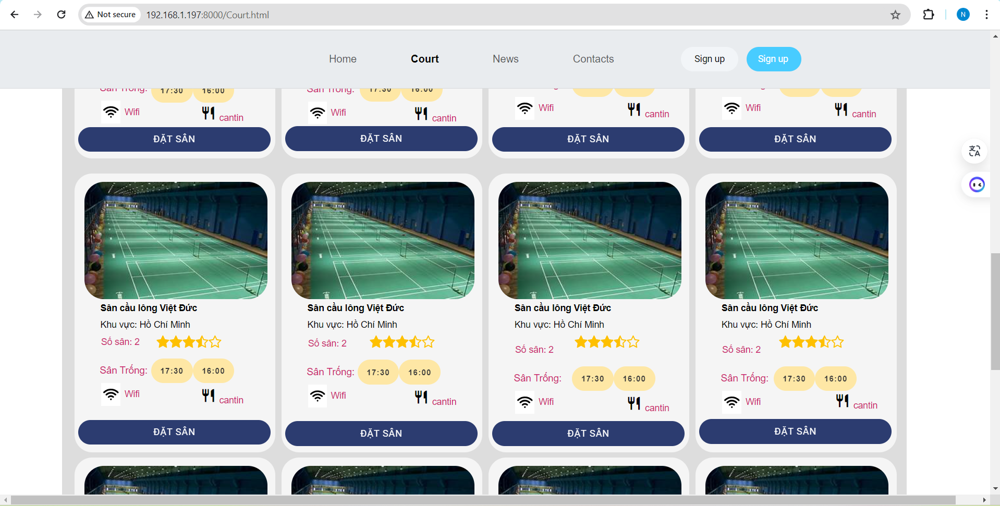 Not secure 192.168.1.197:8000/Court.html N
Home Court News Contacts Sign up Sign up
Sân Trống: 17:30 16:00 Sân Trống: 17:30 16:00
Wifi cantin Wifi cantin Wifi cantin Wifi cantin
ĐẶT SÂN ĐẶT SÂN ĐẶT SÂN ĐẶT SÂN
Sân cầu lông Việt Đức Sân cầu lông Việt Đức Sân cầu lông Việt Đức Sân cầu lông Việt Đức
Khu vực: Hồ Chí Minh Khu vực: Hồ Chí Minh Khu vực: Hồ Chí Minh Khu vực: Hồ Chí Minh
Số sân: 2 Số sân: 2 Số sân: 2 Số sân: 2
Sân Trống: 17:30 16:00 Sân Trống: 17:30 16:00 Sân Trống: 17:30 16:00 Sân Trống: 17:30 16:00
Wifi cantin Wifi cantin Wifi cantin Wifi cantin
ĐẶT SÂN ĐẶT SÂN ĐẶT SÂN ĐẶT SÂN